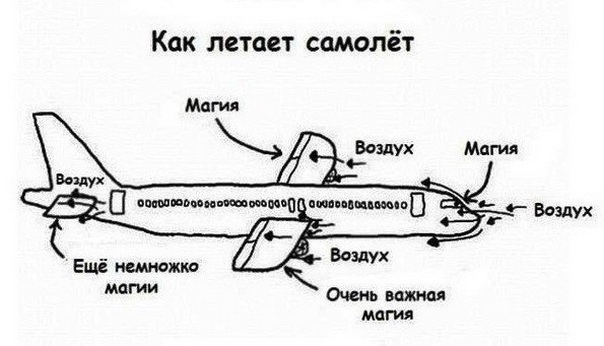 Как летает самолёт
Магия
Воздух
Магия
Воздух
Воздух
Воздух
Ещё немножко
магии
Очень важная
магия